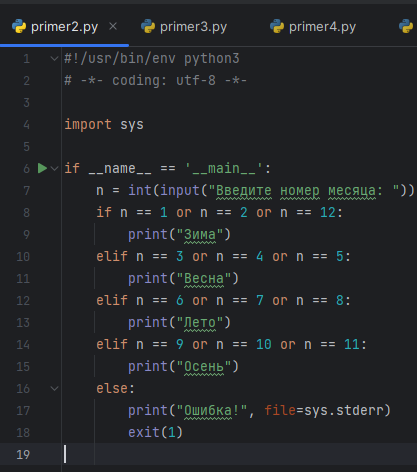 primer2.py × primer3.py primer4.py
1 #!/usr/bin/env python3
2 # -*- coding: utf-8 -*-
3
4 import sys
5
6 if __name__ == '__main__':
7     n = int(input("Введите номер месяца: "))
8     if n == 1 or n == 2 or n == 12:
9         print("Зима")
10     elif n == 3 or n == 4 or n == 5:
11         print("Весна")
12     elif n == 6 or n == 7 or n == 8:
13         print("Лето")
14     elif n == 9 or n == 10 or n == 11:
15         print("Осень")
16     else:
17         print("Ошибка!", file=sys.stderr)
18         exit(1)
19